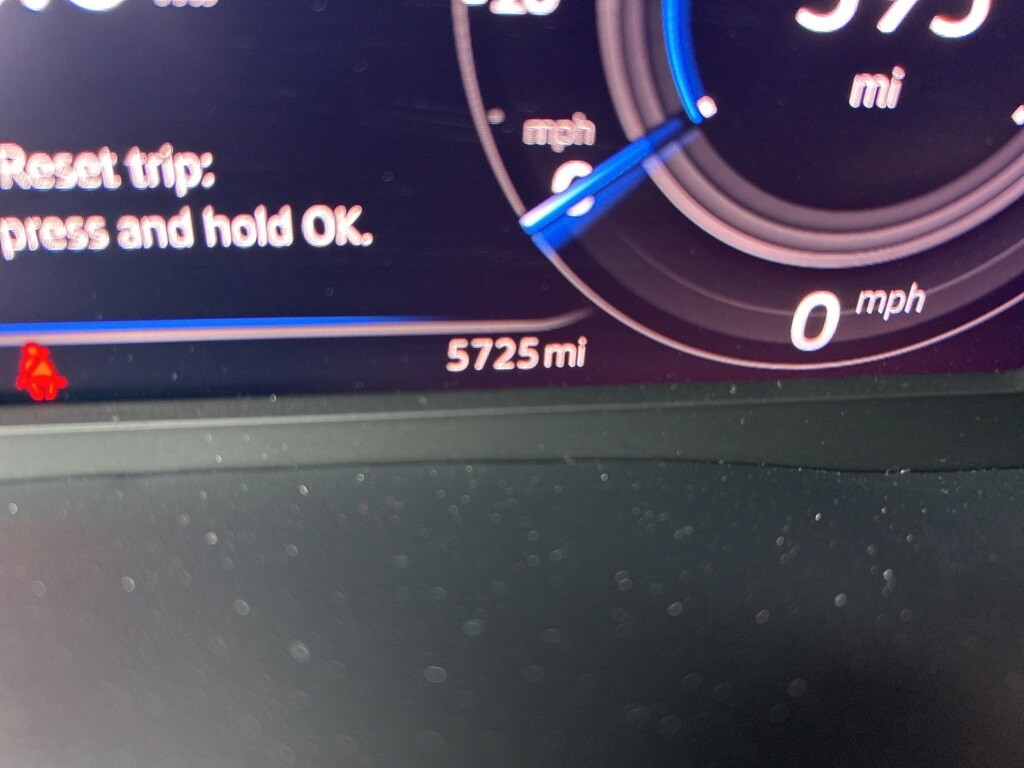 mi
mph
Reset trip:
press and hold OK.
0 mph
5725 mi